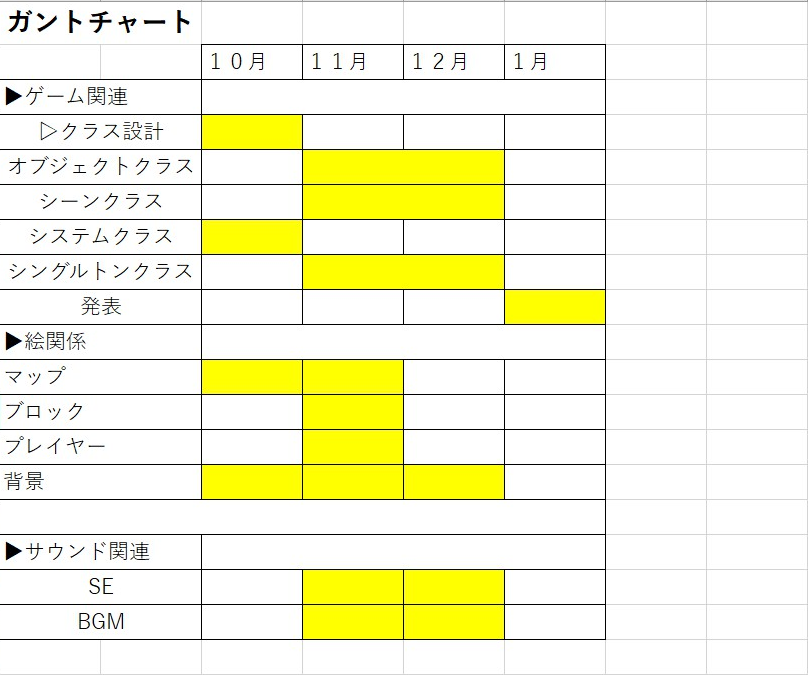 ガントチャート
１０月 １１月 １２月 １月
▶ゲーム関連
▷クラス設計
オブジェクトクラス
シーンクラス
システムクラス
シングルトンクラス
発表
▶絵関係
マップ
ブロック
プレイヤー
背景
▶サウンド関連
SE
BGM